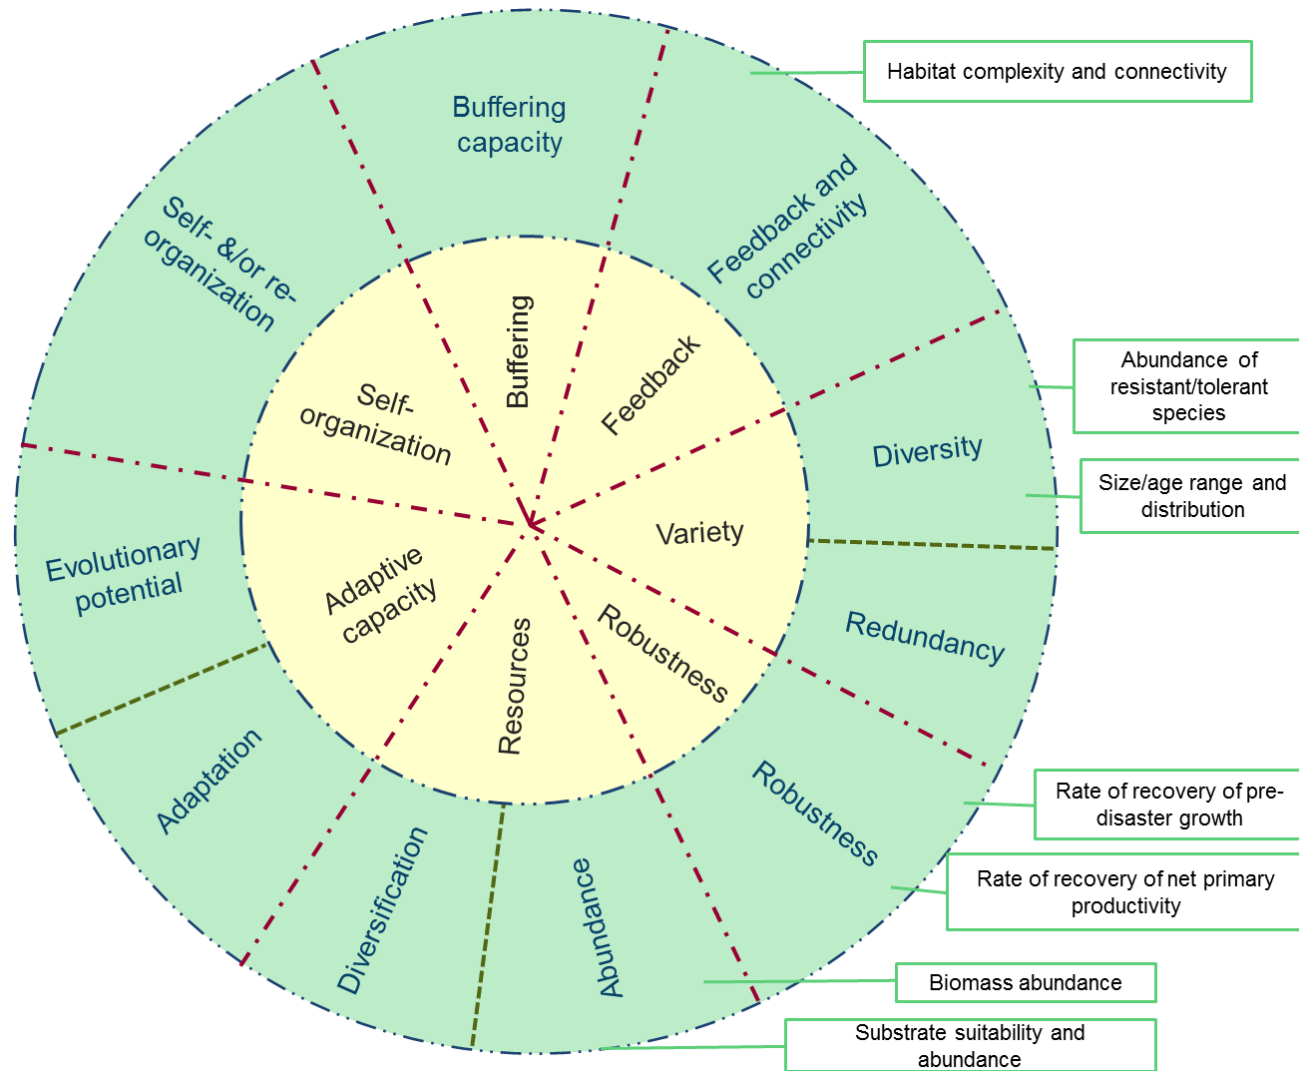 Habitat complexity and connectivity
Buffering
capacity
Feedback and
connectivity
Self- &/or re-
organization
Buffering
Feedback
Self-
organization
Abundance of
resistant/tolerant
species
Diversity
Size/age range and
distribution
Variety
Evolutionary
potential
Adaptive
capacity
Resources
Robustness
Redundancy
Adaptation
Diversification
Abundance
Robustness
Rate of recovery of pre-
disaster growth
Rate of recovery of net primary
productivity
Biomass abundance
Substrate suitability and
abundance